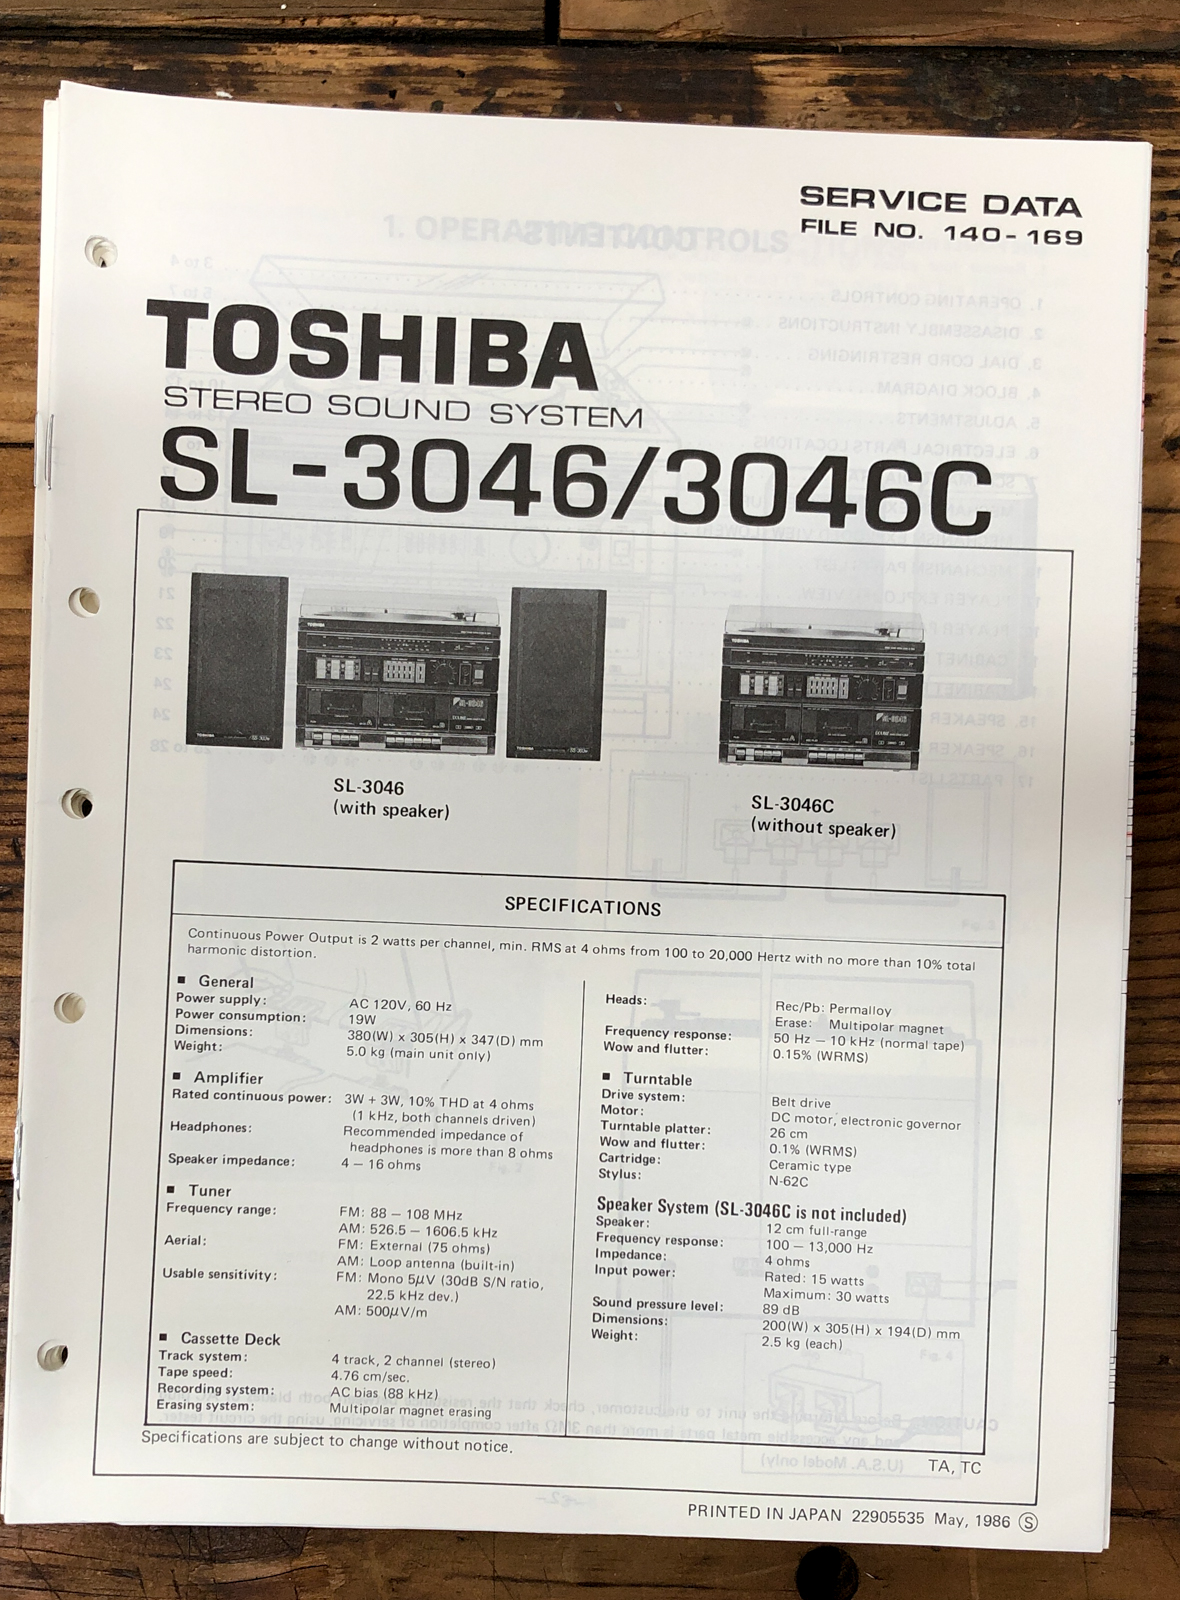 SERVICE DATA
FILE NO. 140-169
TOSHIBA
STEREO SOUND SYSTEM
SL-3046/3046C
SL-3046
(with speaker)
SL-3046C
(without speaker)
SPECIFICATIONS
Continuous Power Output is 2 watts per channel, min. RMS at 4 ohms from 100 to 20,000 Hertz with no more than 10% total
harmonic distortion.
■ General
Power supply: AC 120V, 60 Hz
Power consumption: 19W
Dimensions: 380(W) x 305(H) x 347(D) mm
Weight: 5.0 kg (main unit only)
■ Amplifier
Rated continuous power: 3W + 3W, 10% THD at 4 ohms
(1 kHz, both channels driven)
Headphones: Recommended impedance of
headphones is more than 8 ohms
Speaker impedance: 4 – 16 ohms
■ Tuner
Frequency range: FM: 88 – 108 MHz
AM: 526.5 – 1606.5 kHz
Aerial: FM: External (75 ohms)
AM: Loop antenna (built-in)
Usable sensitivity: FM: Mono 5μV (30dB S/N ratio,
22.5 kHz dev.)
AM: 500μV/m
■ Cassette Deck
Track system: 4 track, 2 channel (stereo)
Tape speed: 4.76 cm/sec.
Recording system: AC bias (88 kHz)
Erasing system: Multipolar magnet erasing
Heads: Rec/Pb: Permalloy
Erase: Multipolar magnet
Frequency response: 50 Hz – 10 kHz (normal tape)
Wow and flutter: 0.15% (WRMS)
■ Turntable
Drive system: Belt drive
Motor: DC motor, electronic governor
Turntable platter: 26 cm
Wow and flutter: 0.1% (WRMS)
Cartridge: Ceramic type
Stylus: N-62C
Speaker System (SL-3046C is not included)
Speaker: 12 cm full-range
Frequency response: 100 – 13,000 Hz
Impedance: 4 ohms
Input power: Rated: 15 watts
Maximum: 30 watts
Sound pressure level: 89 dB
Dimensions: 200(W) x 305(H) x 194(D) mm
Weight: 2.5 kg (each)
Specifications are subject to change without notice.
TA, TC
PRINTED IN JAPAN 22905535 May, 1986 Ⓢ